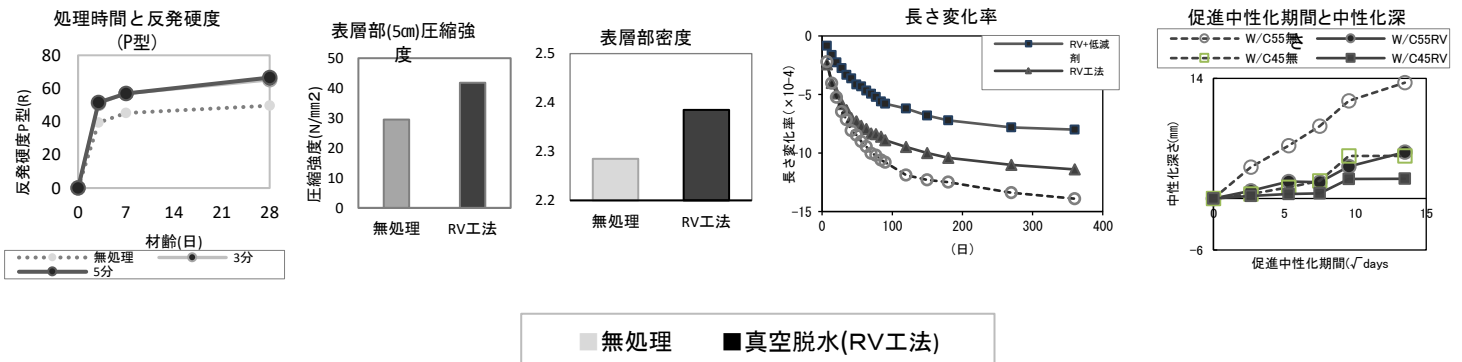 処理時間と反発硬度
(P型)
80
60
40
20
0
反発硬度P型(R)
0 7 14 21 28
材齢(日)
無処理 3分
5分
表層部(5㎝)圧縮強
度
50
40
30
20
10
0
圧縮強度(N/mm2)
無処理 RV工法
表層部密度
2.5
2.4
2.3
2.2
無処理 RV工法
長さ変化率
0
−5
−10
−15
長さ変化率(×10−4)
0 100 200 300 400
(日)
RV+低減
剤
RV工法
促進中性化期間と中性化深
さ
W/C55無 W/C55RV
W/C45無 W/C45RV
14
-6
中性化深さ(㎜)
0 5 10 15
促進中性化期間(√days
無処理 真空脱水(RV工法)